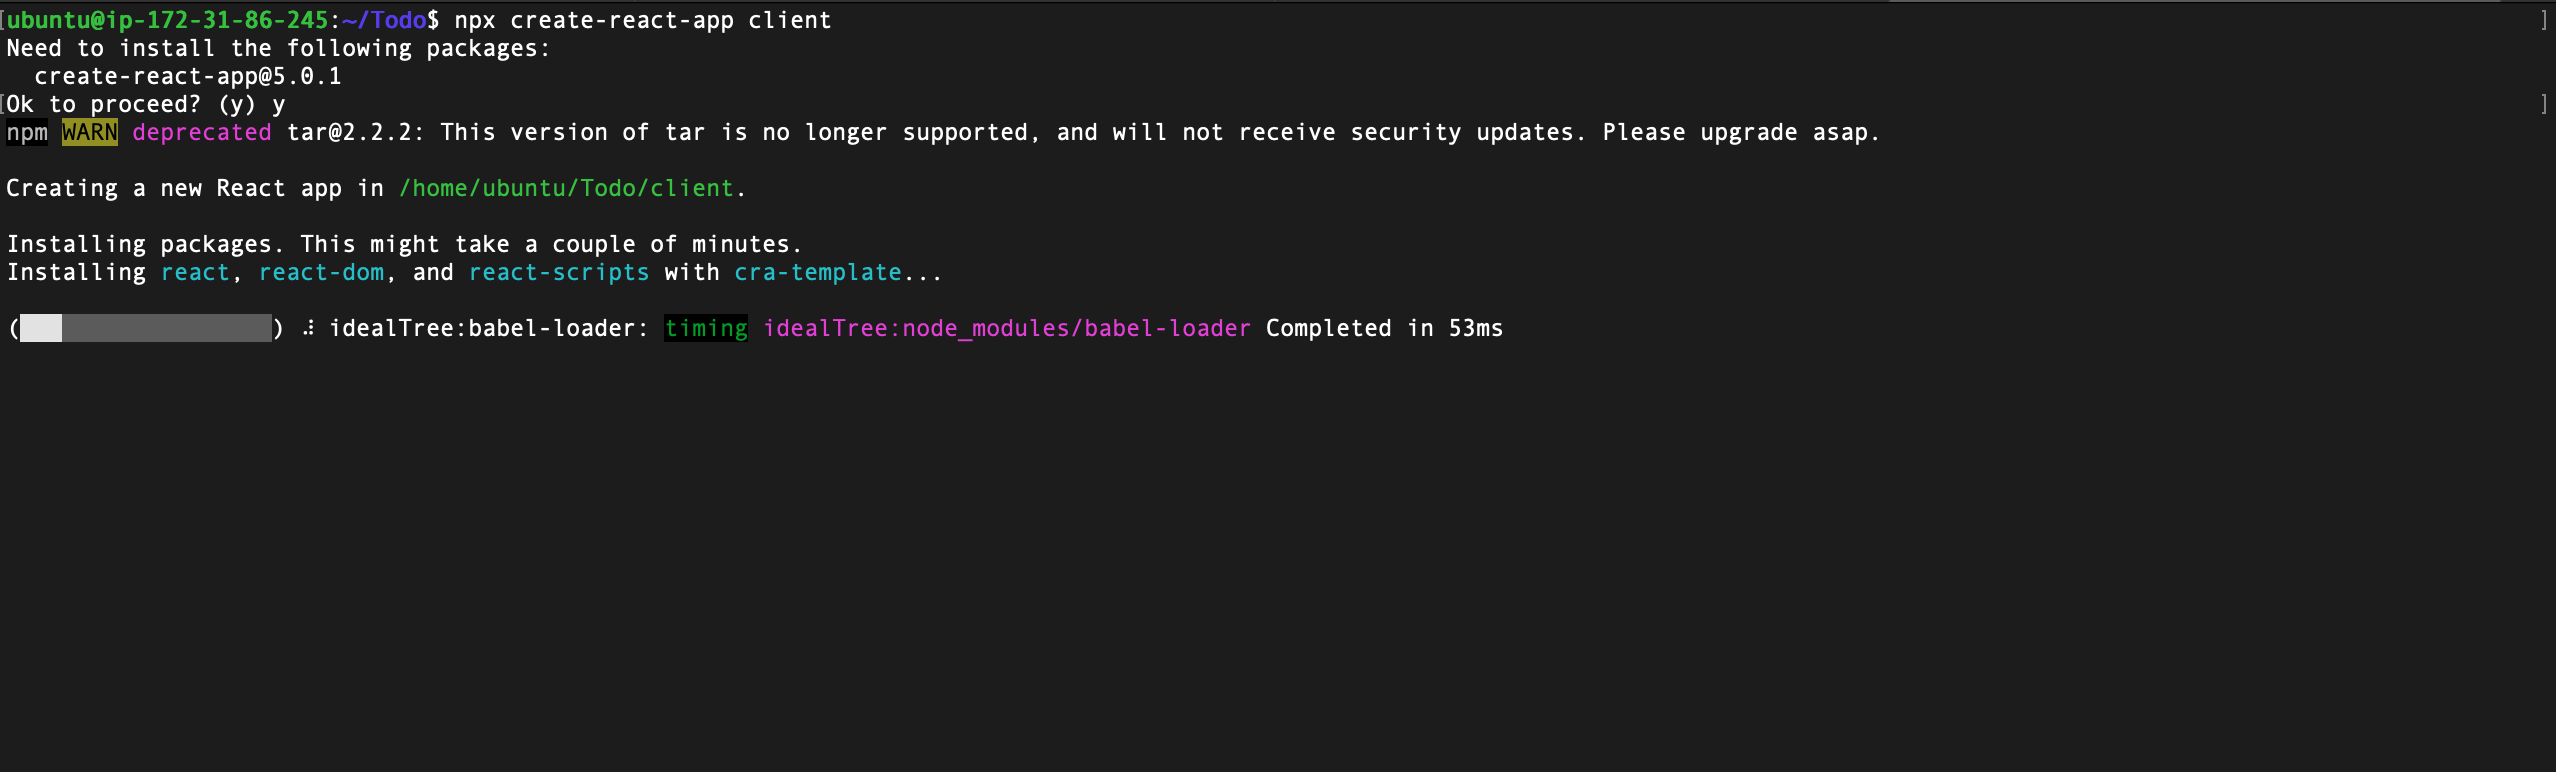 ubuntu@ip-172-31-86-245:~/Todo$ npx create-react-app client
Need to install the following packages:
  create-react-app@5.0.1
Ok to proceed? (y) y
npm WARN deprecated tar@2.2.2: This version of tar is no longer supported, and will not receive security updates. Please upgrade asap.
Creating a new React app in /home/ubuntu/Todo/client.
Installing packages. This might take a couple of minutes.
Installing react, react-dom, and react-scripts with cra-template...
() ⠼ idealTree:babel-loader: timing idealTree:node_modules/babel-loader Completed in 53ms